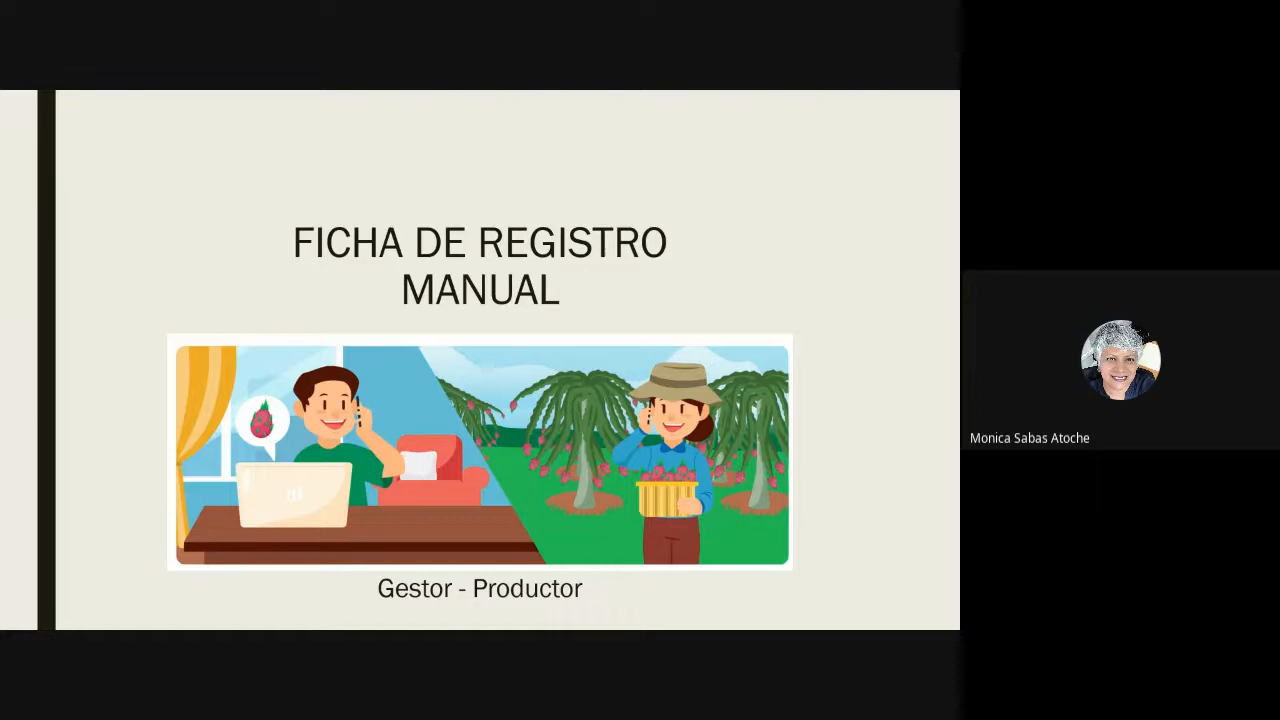 FICHA DE REGISTRO
MANUAL
Gestor - Productor
Monica Sabas Atoche